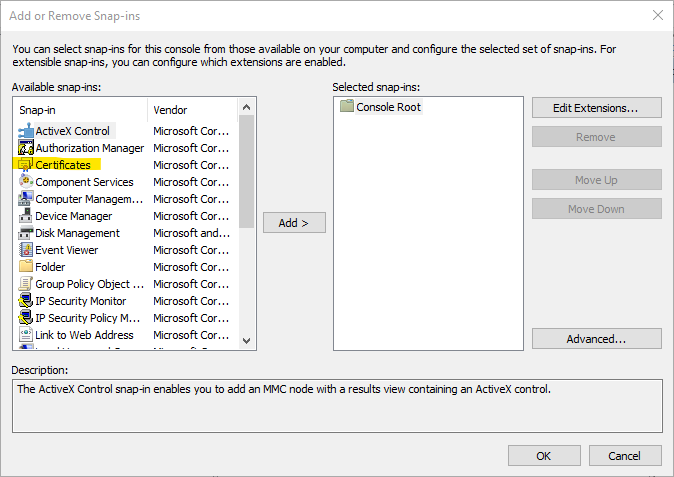 Add or Remove Snap-ins
You can select snap-ins for this console from those available on your computer and configure the selected set of snap-ins. For
extensible snap-ins, you can configure which extensions are enabled.
Available snap-ins:
Snap-in Vendor
ActiveX Control Microsoft Cor...
Authorization Manager Microsoft Cor...
Certificates Microsoft Cor...
Component Services Microsoft Cor...
Computer Managem... Microsoft Cor...
Device Manager Microsoft Cor...
Disk Management Microsoft and...
Event Viewer Microsoft Cor...
Folder Microsoft Cor...
Group Policy Object ... Microsoft Cor...
IP Security Monitor Microsoft Cor...
IP Security Policy M... Microsoft Cor...
Link to Web Address Microsoft Cor...
Add >
Selected snap-ins:
Console Root
Edit Extensions...
Remove
Move Up
Move Down
Advanced...
Description:
The ActiveX Control snap-in enables you to add an MMC node with a results view containing an ActiveX control.
OK
Cancel